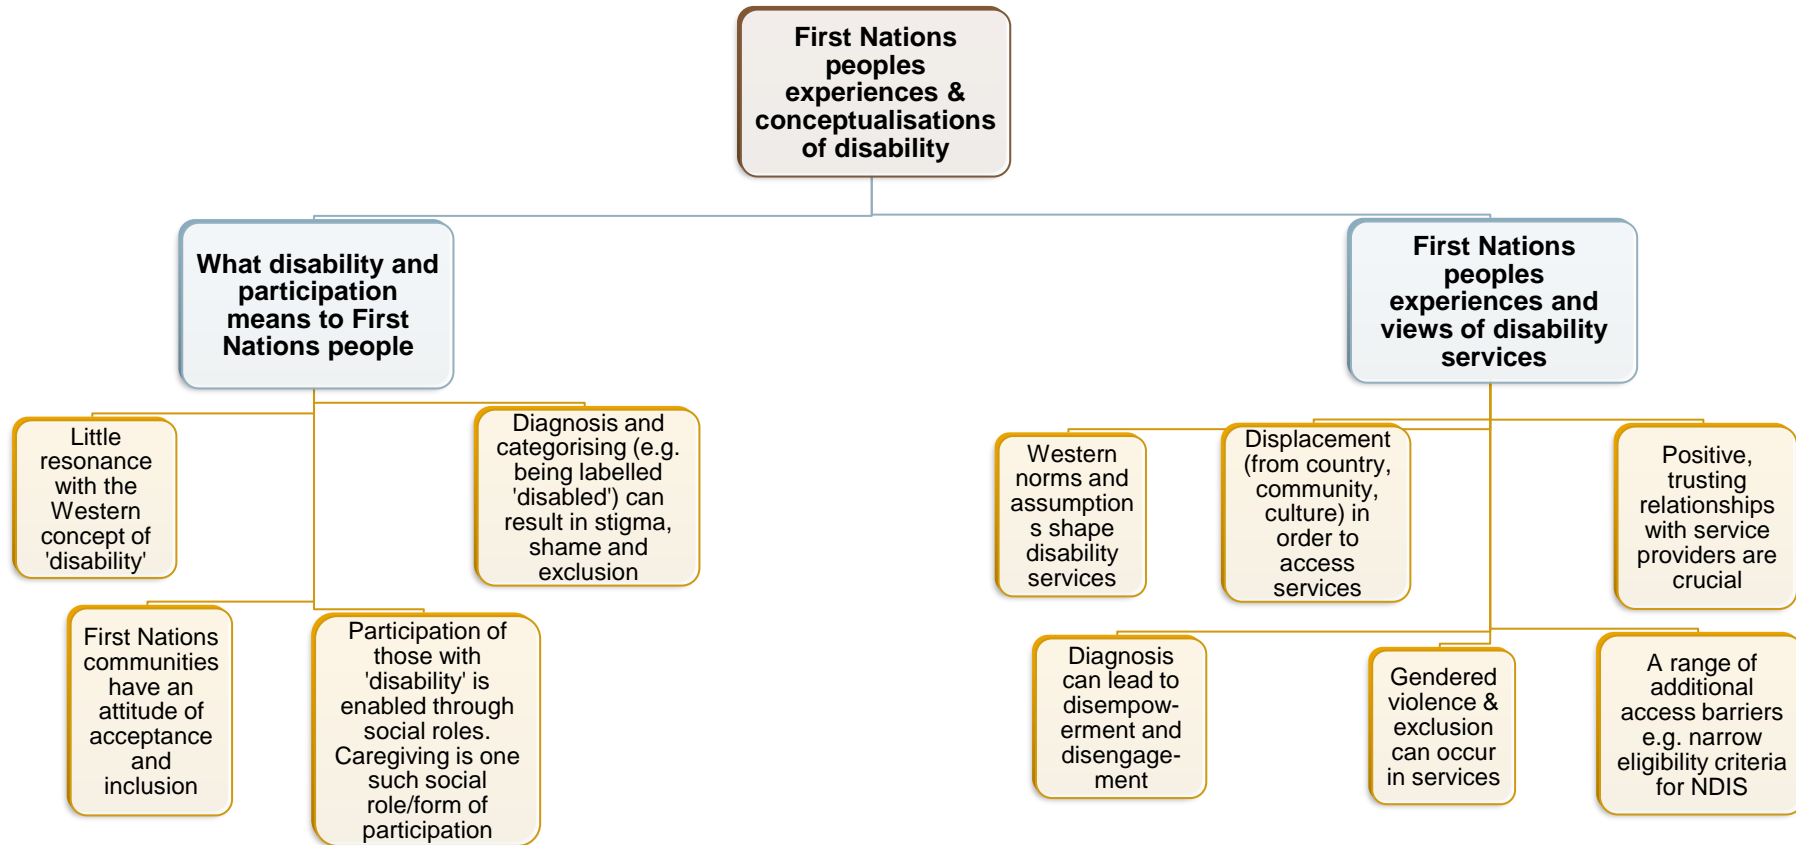 First Nations
peoples
experiences &
conceptualisations
of disability
What disability and
participation
means to First
Nations people
First Nations
peoples
experiences and
views of disability
services
Little
resonance
with the
Western
concept of
'disability'
Diagnosis and
categorising (e.g.
being labelled
'disabled') can
result in stigma,
shame and
exclusion
First Nations
communities
have an
attitude of
acceptance
and
inclusion
Participation of
those with
'disability' is
enabled through
social roles.
Caregiving is one
such social
role/form of
participation
Western
norms and
assumption
s shape
disability
services
Displacement
(from country,
community,
culture) in
order to
access
services
Positive,
trusting
relationships
with service
providers are
crucial
Diagnosis
can lead to
disempow-
erment and
disengage-
ment
Gendered
violence &
exclusion
can occur
in services
A range of
additional
access barriers
e.g. narrow
eligibility criteria
for NDIS